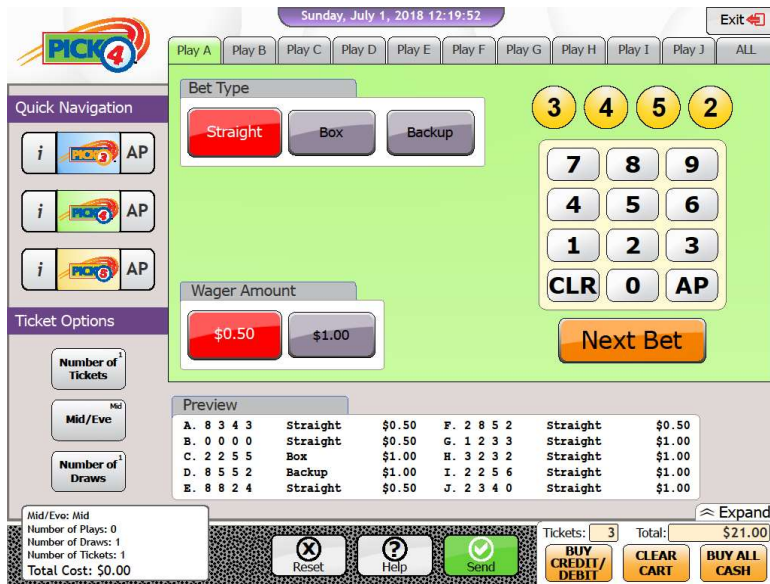 Sunday, July 1, 2018 12:19:52
Exit
PICK 4
Play A Play B Play C Play D Play E Play F Play G Play H Play I Play J ALL
Quick Navigation
i PICK 3 AP
i PICK 4 AP
i PICK 5 AP
Ticket Options
Number of Tickets 1
Mid/Eve Mid
Number of Draws 1
Bet Type
Straight Box Backup
3 4 5 2
7 8 9
4 5 6
1 2 3
CLR 0 AP
Wager Amount
$0.50 $1.00
Next Bet
Preview
A. 8 3 4 3 Straight $0.50 F. 2 8 5 2 Straight $0.50
B. 0 0 0 0 Straight $0.50 G. 1 2 3 3 Straight $1.00
C. 2 2 5 5 Box $1.00 H. 3 2 3 2 Straight $1.00
D. 8 5 5 2 Backup $1.00 I. 2 2 5 6 Straight $1.00
E. 8 8 2 4 Straight $0.50 J. 2 3 4 0 Straight $1.00
Expand
Mid/Eve: Mid
Number of Plays: 0
Number of Draws: 1
Number of Tickets: 1
Total Cost: $0.00
Reset Help Send
Tickets: 3 Total: $21.00
BUY CREDIT/ DEBIT
CLEAR CART
BUY ALL CASH